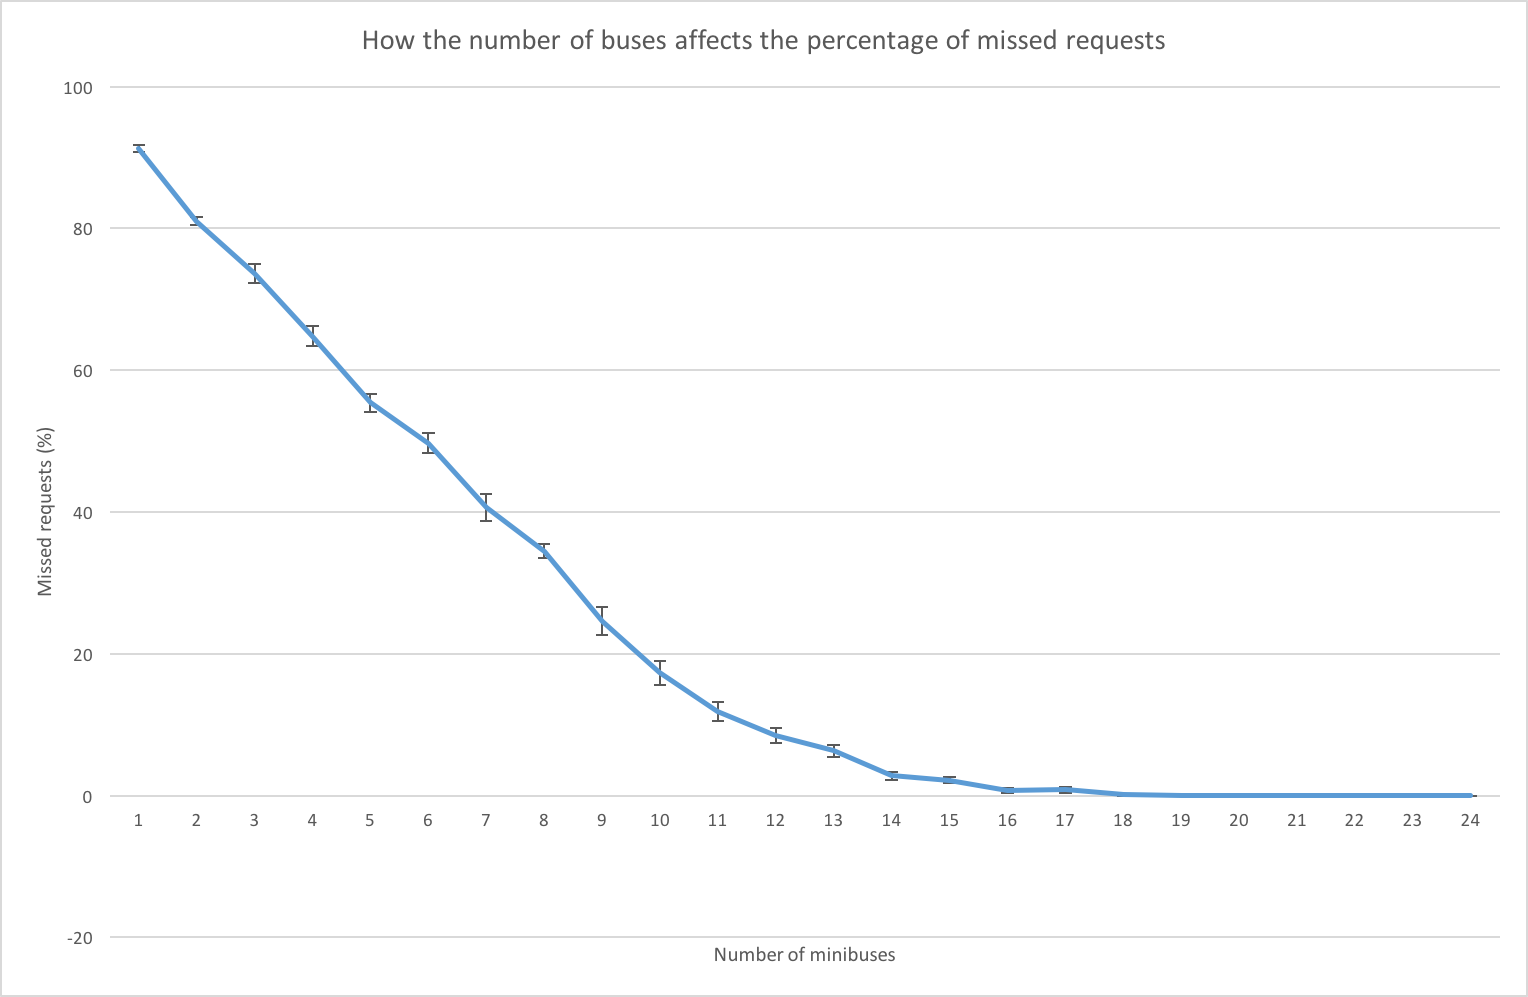 How the number of buses affects the percentage of missed requests
100
80
60
40
20
0
-20
Missed requests (%)
1 2 3 4 5 6 7 8 9 10 11 12 13 14 15 16 17 18 19 20 21 22 23 24
Number of minibuses